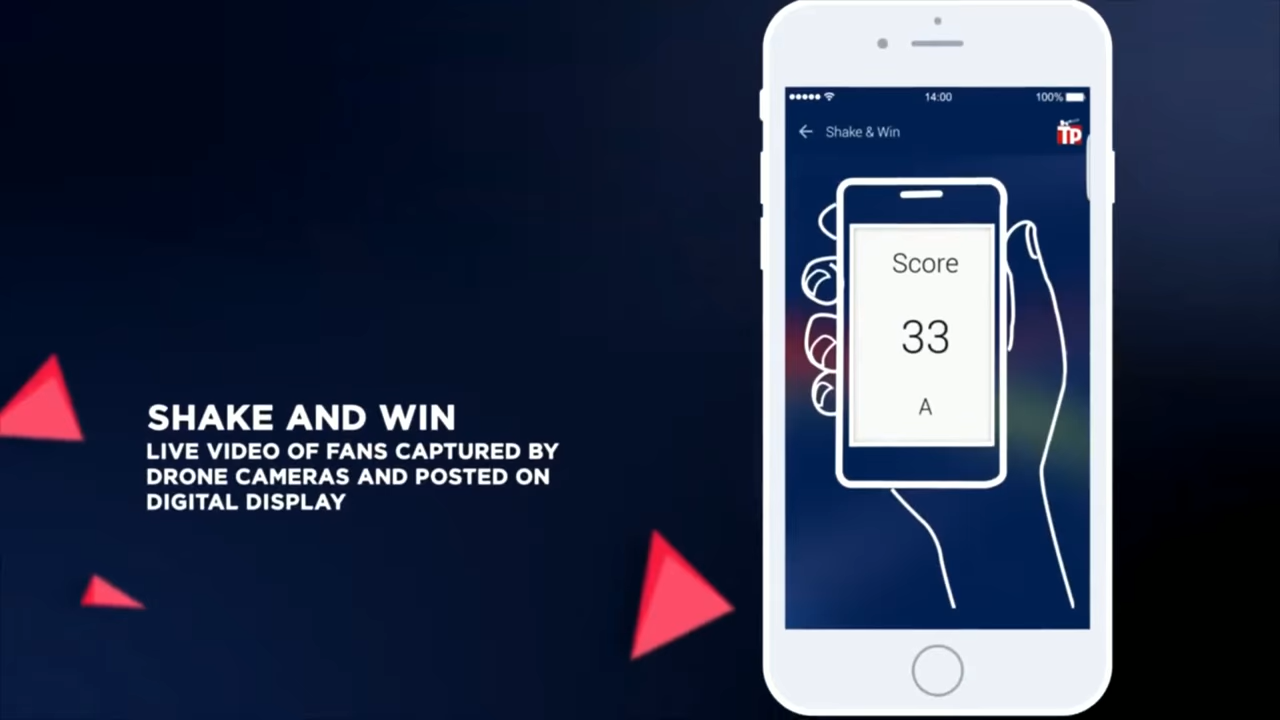 SHAKE AND WIN
LIVE VIDEO OF FANS CAPTURED BY
DRONE CAMERAS AND POSTED ON
DIGITAL DISPLAY
14:00
100%
Shake & Win
Tp
Score
33
A